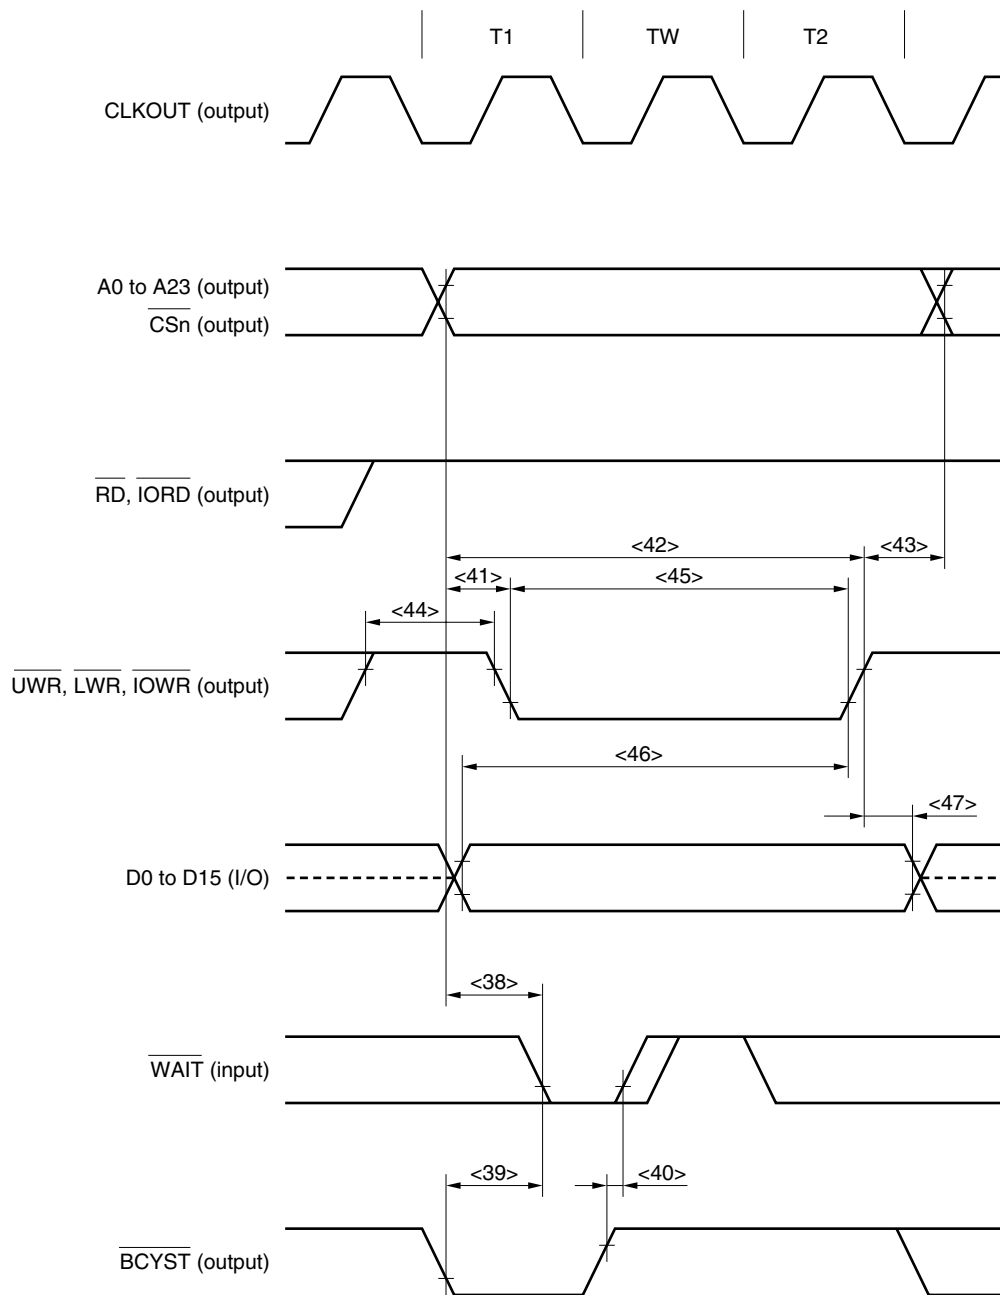 T1 TW T2
CLKOUT (output)
A0 to A23 (output)
CSn (output)
RD, IORD (output)
<42> <43>
<41> <45>
<44>
UWR, LWR, IOWR (output)
<46>
<47>
D0 to D15 (I/O)
<38>
WAIT (input)
<39> <40>
BCYST (output)